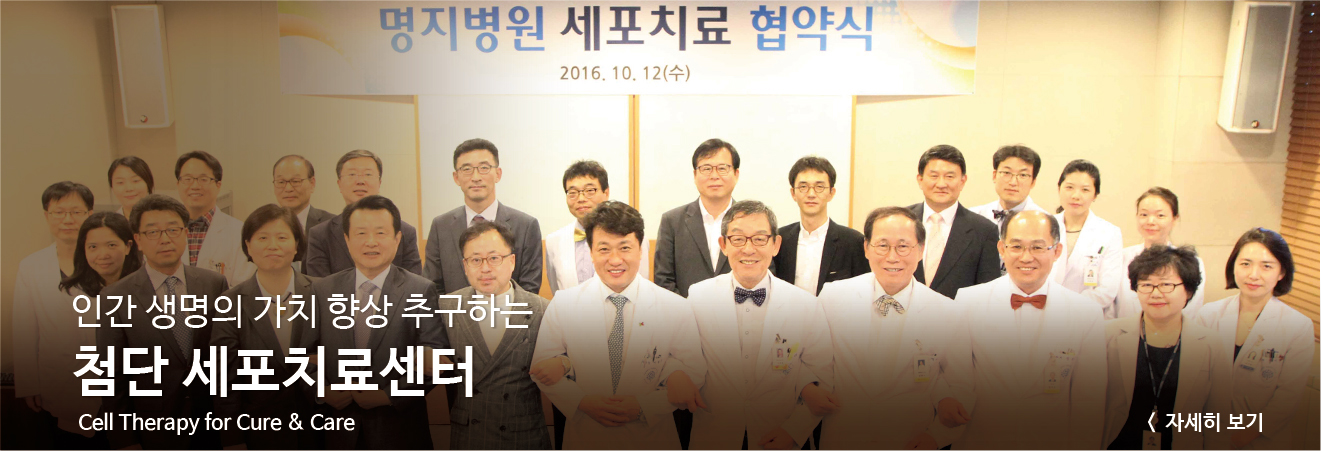 명지병원 세포치료 협약식
2016. 10. 12(수)
인간 생명의 가치 향상 추구하는
첨단 세포치료센터
Cell Therapy for Cure & Care
〈 자세히 보기